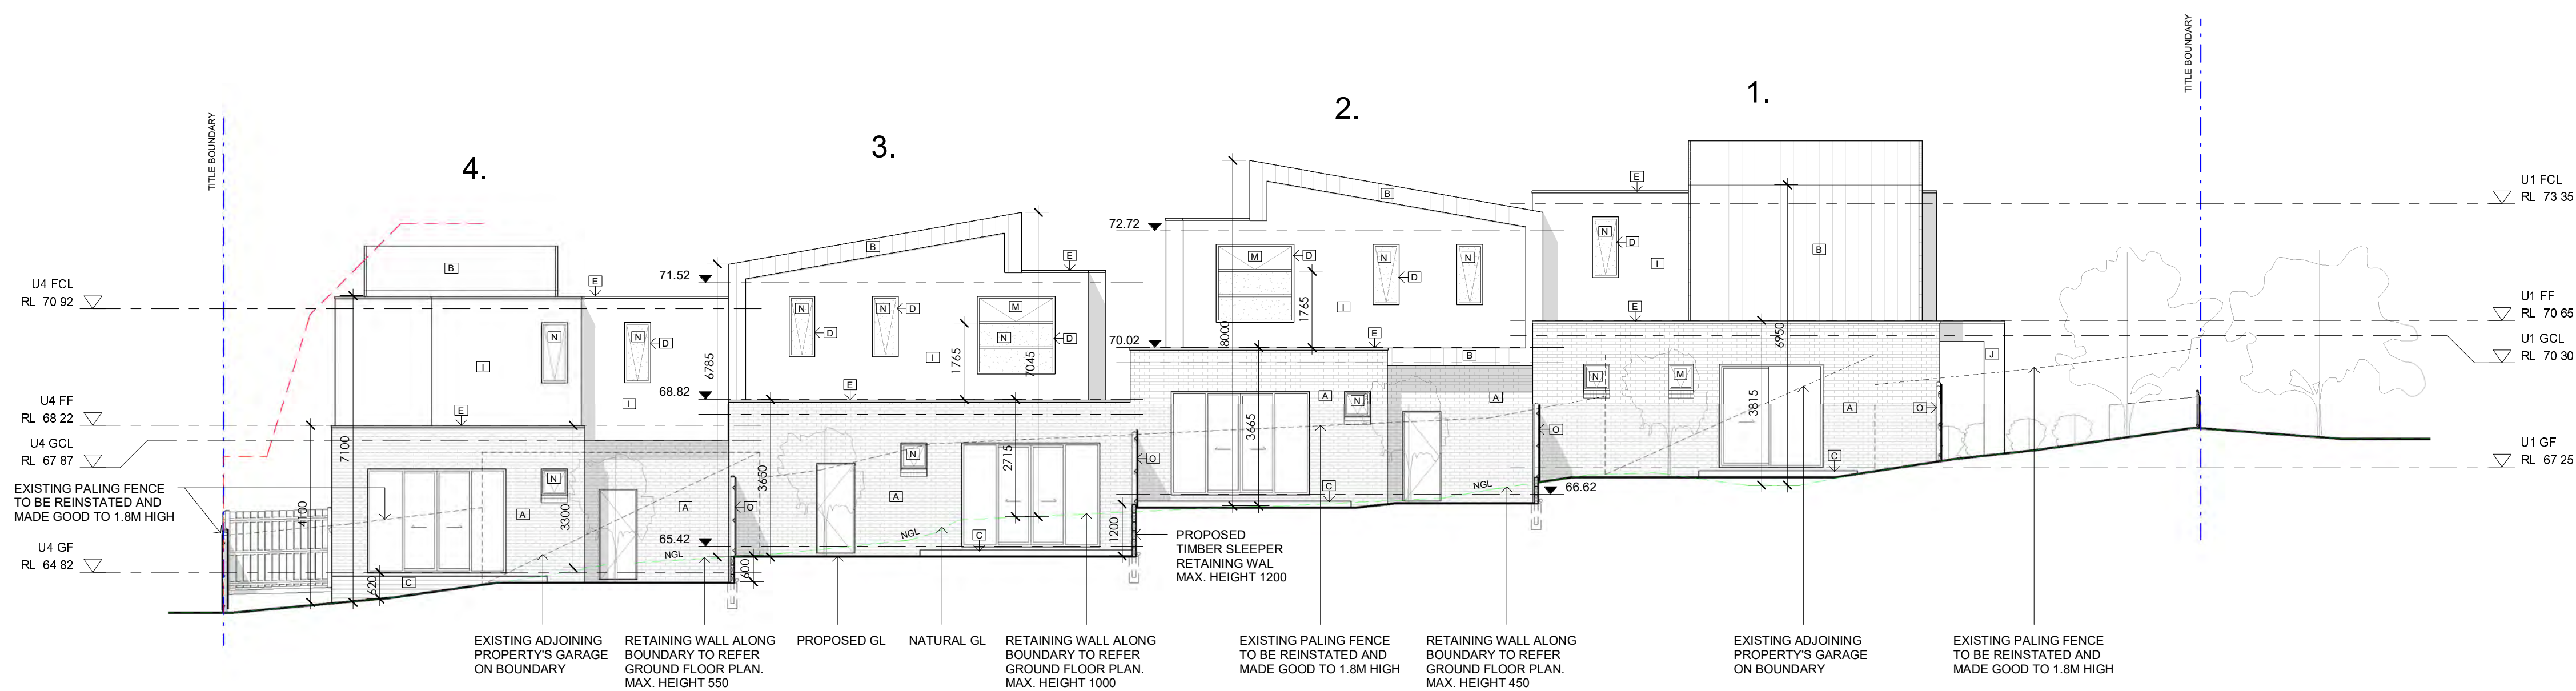 TITLE BOUNDARY
TITLE BOUNDARY
1.
2.
3.
4.
U4 FCL
RL 70.92
U4 FF
RL 68.22
U4 GCL
RL 67.87
EXISTING PALING FENCE
TO BE REINSTATED AND
MADE GOOD TO 1.8M HIGH
U4 GF
RL 64.82
B
E
N
N
D
I
I
E
A
N
A
O
C
4100
7100
620
3300
600
71.52
68.82
65.42
6785
3650
NGL
B
E
N
D
N
D
M
N
D
I
E
1765
7045
2715
N
A
C
NGL
1200
O
72.72
70.02
8000
B
M
D
N
D
N
I
1765
E
B
3665
A
N
A
C
NGL
66.62
O
E
N
D
I
B
E
6950
3815
N
M
A
C
O
J
U1 FCL
RL 73.35
U1 FF
RL 70.65
U1 GCL
RL 70.30
U1 GF
RL 67.25
PROPOSED
TIMBER SLEEPER
RETAINING WAL
MAX. HEIGHT 1200
EXISTING ADJOINING
PROPERTY'S GARAGE
ON BOUNDARY
RETAINING WALL ALONG
BOUNDARY TO REFER
GROUND FLOOR PLAN.
MAX. HEIGHT 550
PROPOSED GL
NATURAL GL
RETAINING WALL ALONG
BOUNDARY TO REFER
GROUND FLOOR PLAN.
MAX. HEIGHT 1000
EXISTING PALING FENCE
TO BE REINSTATED AND
MADE GOOD TO 1.8M HIGH
RETAINING WALL ALONG
BOUNDARY TO REFER
GROUND FLOOR PLAN.
MAX. HEIGHT 450
EXISTING ADJOINING
PROPERTY'S GARAGE
ON BOUNDARY
EXISTING PALING FENCE
TO BE REINSTATED AND
MADE GOOD TO 1.8M HIGH